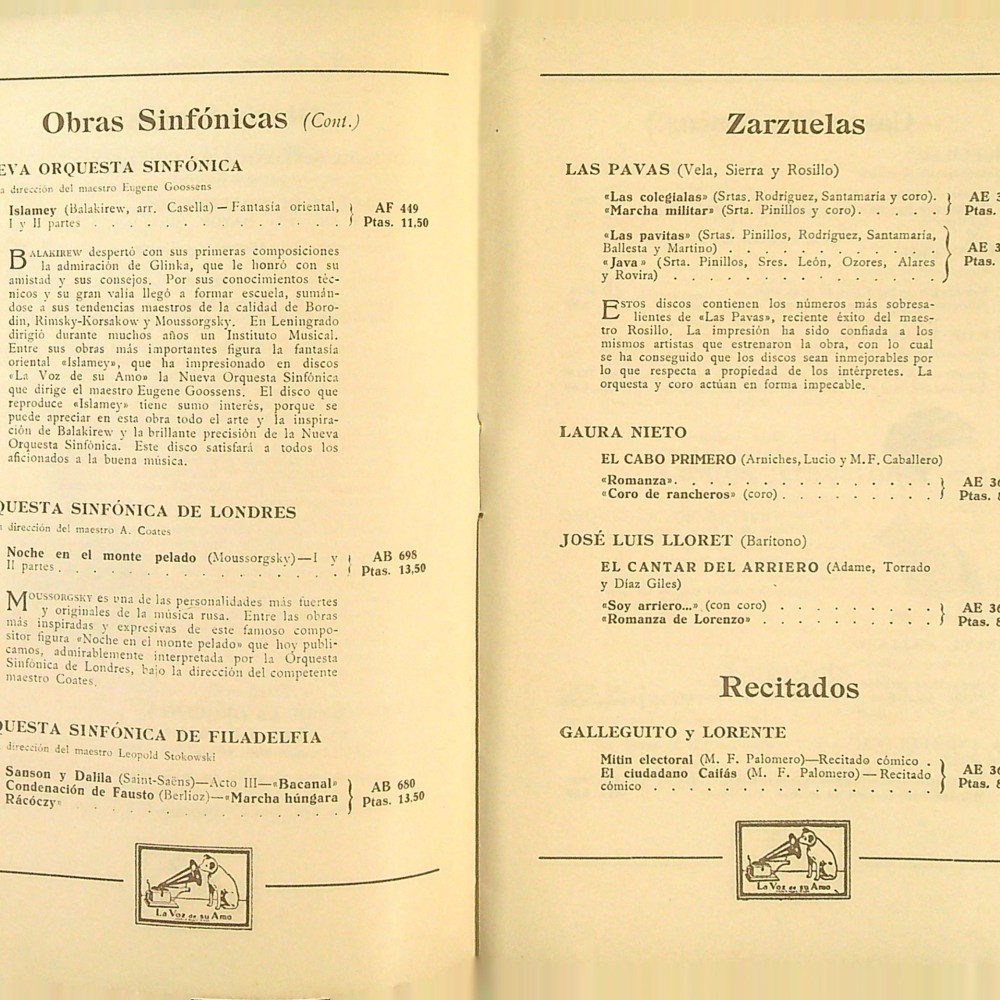 Obras Sinfónicas (Cont.)
EVA ORQUESTA SINFÓNICA
a dirección del maestro Eugene Goossens
Islamey (Balakirew, arr. Casella) — Fantasía oriental,
I y II partes . . . . . . . . . . . . . .
AF 449
Ptas. 11,50
BALAKIREW despertó con sus primeras composiciones
la admiración de Glinka, que le honró con su
amistad y sus consejos. Por sus conocimientos téc-
nicos y su gran valia llegó a formar escuela, sumán-
dose a sus tendencias maestros de la calidad de Boro-
din, Rimsky-Korsakow y Moussorgsky. En Leningrado
dirigió durante muchos años un Instituto Musical.
Entre sus obras más importantes figura la fantasía
oriental «Islamey», que ha impresionado en discos
«La Voz de su Amo» la Nueva Orquesta Sinfónica
que dirige el maestro Eugene Goossens. El disco que
reproduce «Islamey» tiene sumo interés, porque se
puede apreciar en esta obra todo el arte y la inspira-
ción de Balakirew y la brillante precisión de la Nueva
Orquesta Sinfónica. Este disco satisfará a todos los
aficionados a la buena música.
QUESTA SINFÓNICA DE LONDRES
dirección del maestro A. Coates
Noche en el monte pelado (Moussorgsky)—I y
II partes . . . . . . . . . . . . . .
AB 698
Ptas. 13,50
MOUSSORGSKY es una de las personalidades más fuertes
y originales de la música rusa. Entre las obras
más inspiradas y expresivas de este famoso compo-
sitor figura «Noche en el monte pelado» que hoy publi-
camos, admirablemente interpretada por la Orquesta
Sinfónica de Londres, bajo la dirección del competente
maestro Coates.
QUESTA SINFÓNICA DE FILADELFIA
dirección del maestro Leopold Stokowski
Sanson y Dalila (Saint-Saëns)—Acto III—«Bacanal»
Condenación de Fausto (Berlioz)—«Marcha húngara
Rácóczy» . . . . . . . . . . . . . .
AB 680
Ptas. 13,50
La Voz de su Amo
Zarzuelas
LAS PAVAS (Vela, Sierra y Rosillo)
«Las colegialas» (Srtas. Rodríguez, Santamaría y coro).
«Marcha militar» (Srta. Pinillos y coro). . . . .
AE 3
Ptas.
«Las pavitas» (Srtas. Pinillos, Rodríguez, Santamaría,
Ballesta y Martino) . . . . . . . . . . .
«Java» (Srta. Pinillos, Sres. León, Ozores, Alares
y Rovira) . . . . . . . . . . . . . .
AE 3
Ptas.
ESTOS discos contienen los números más sobresa-
lientes de «Las Pavas», reciente éxito del maes-
tro Rosillo. La impresión ha sido confiada a los
mismos artistas que estrenaron la obra, con lo cual
se ha conseguido que los discos sean inmejorables por
lo que respecta a propiedad de los intérpretes. La
orquesta y coro actúan en forma impecable.
LAURA NIETO
EL CABO PRIMERO (Arniches, Lucio y M. F. Caballero)
«Romanza». . . . . . . . . . . . . . .
«Coro de rancheros» (coro) . . . . . . . . .
AE 36
Ptas. 8
JOSÉ LUIS LLORET (Barítono)
EL CANTAR DEL ARRIERO (Adame, Torrado
y Díaz Giles)
«Soy arriero...» (con coro) . . . . . . . . .
«Romanza de Lorenzo» . . . . . . . . . .
AE 36
Ptas. 8
Recitados
GALLEGUITO y LORENTE
Mitin electoral (M. F. Palomero)—Recitado cómico .
El ciudadano Caifás (M. F. Palomero) — Recitado
cómico . . . . . . . . . . . . . . .
AE 36
Ptas. 8
La Voz de su Amo